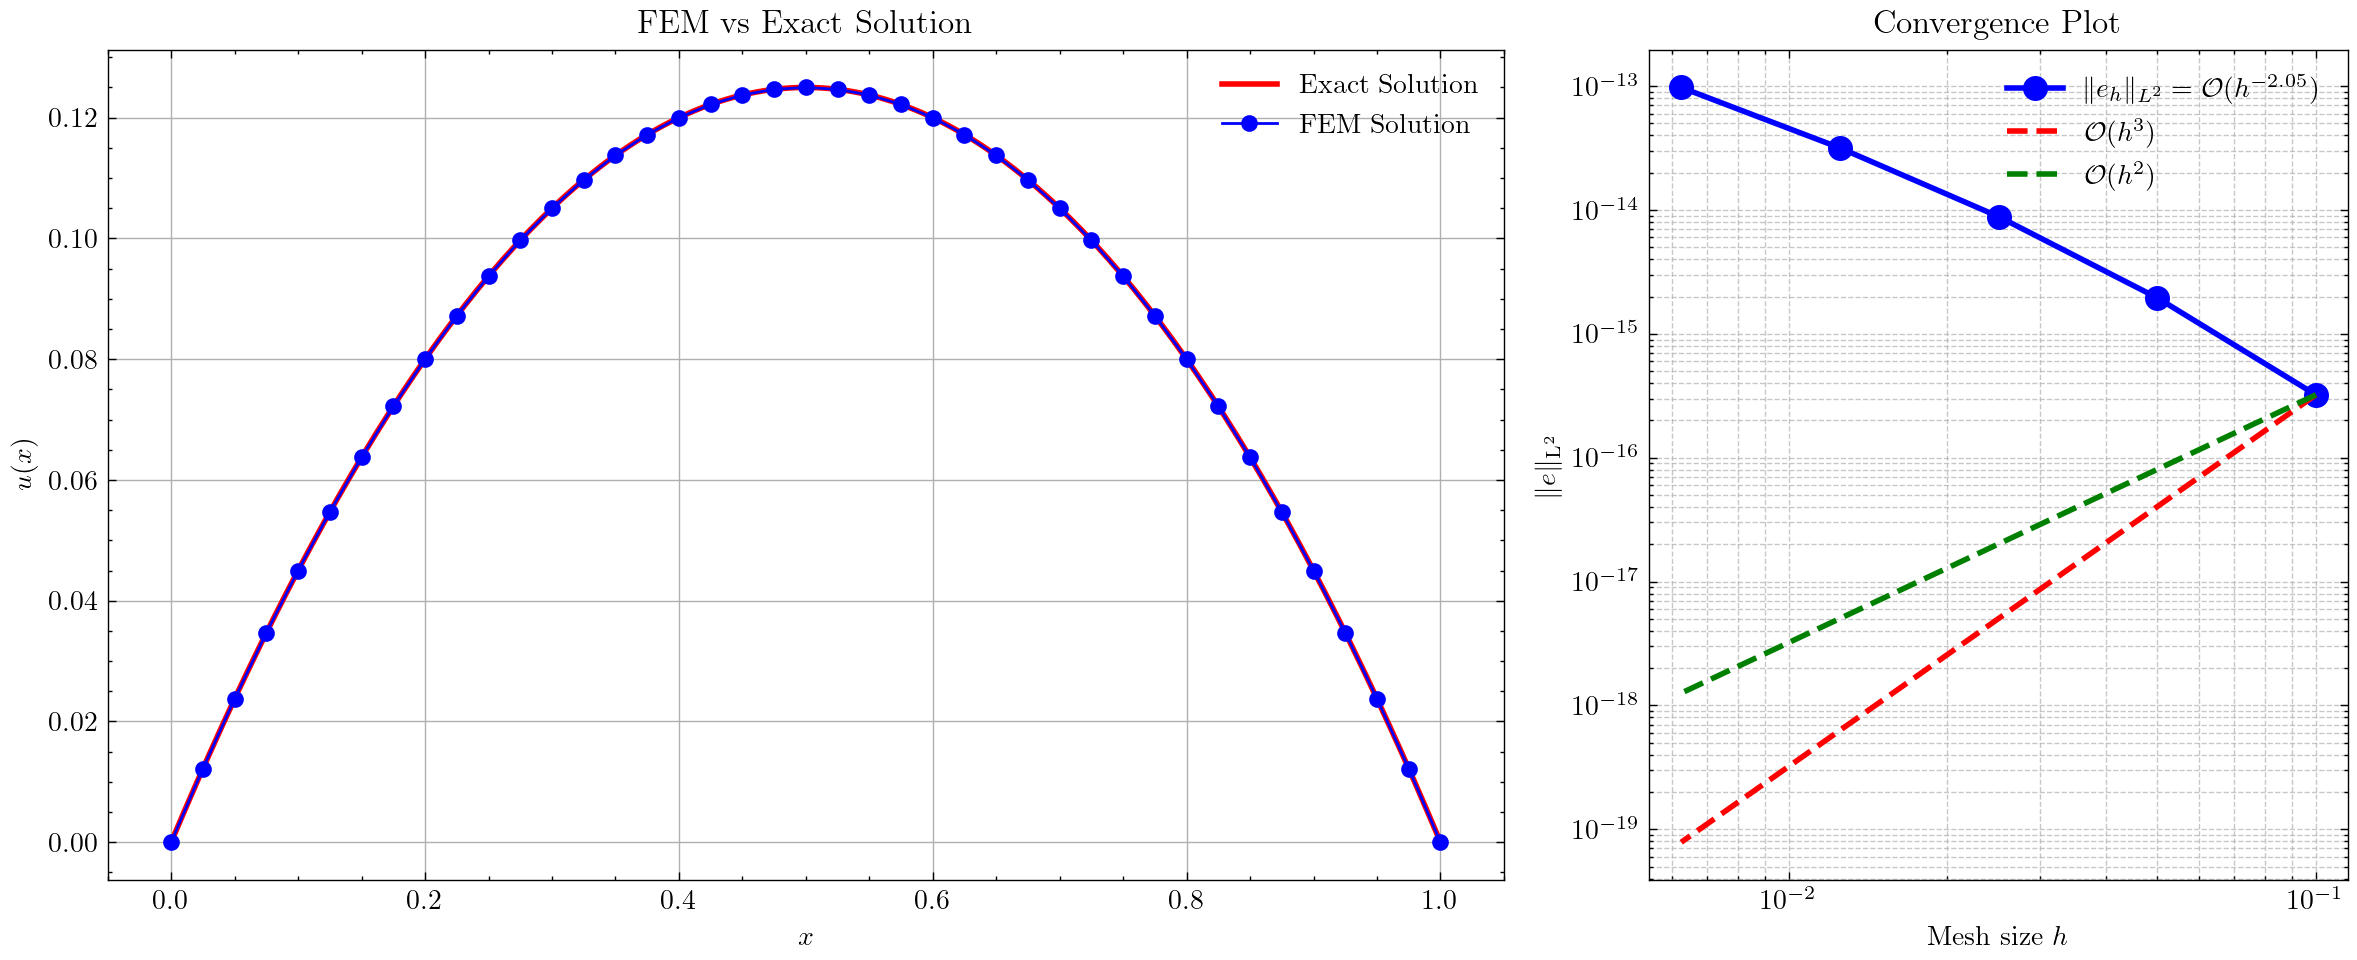 FEM vs Exact Solution
Exact Solution
FEM Solution
0.12
0.10
0.08
0.06
0.04
0.02
0.00
u(x)
0.0 0.2 0.4 0.6 0.8 1.0
x
Convergence Plot
‖e_h‖_{L^2} = 𝒪(h^{−2.05})
𝒪(h^3)
𝒪(h^2)
10^{−13}
10^{−14}
10^{−15}
10^{−16}
10^{−17}
10^{−18}
10^{−19}
‖e‖_{L^2}
10^{−2} 10^{−1}
Mesh size h